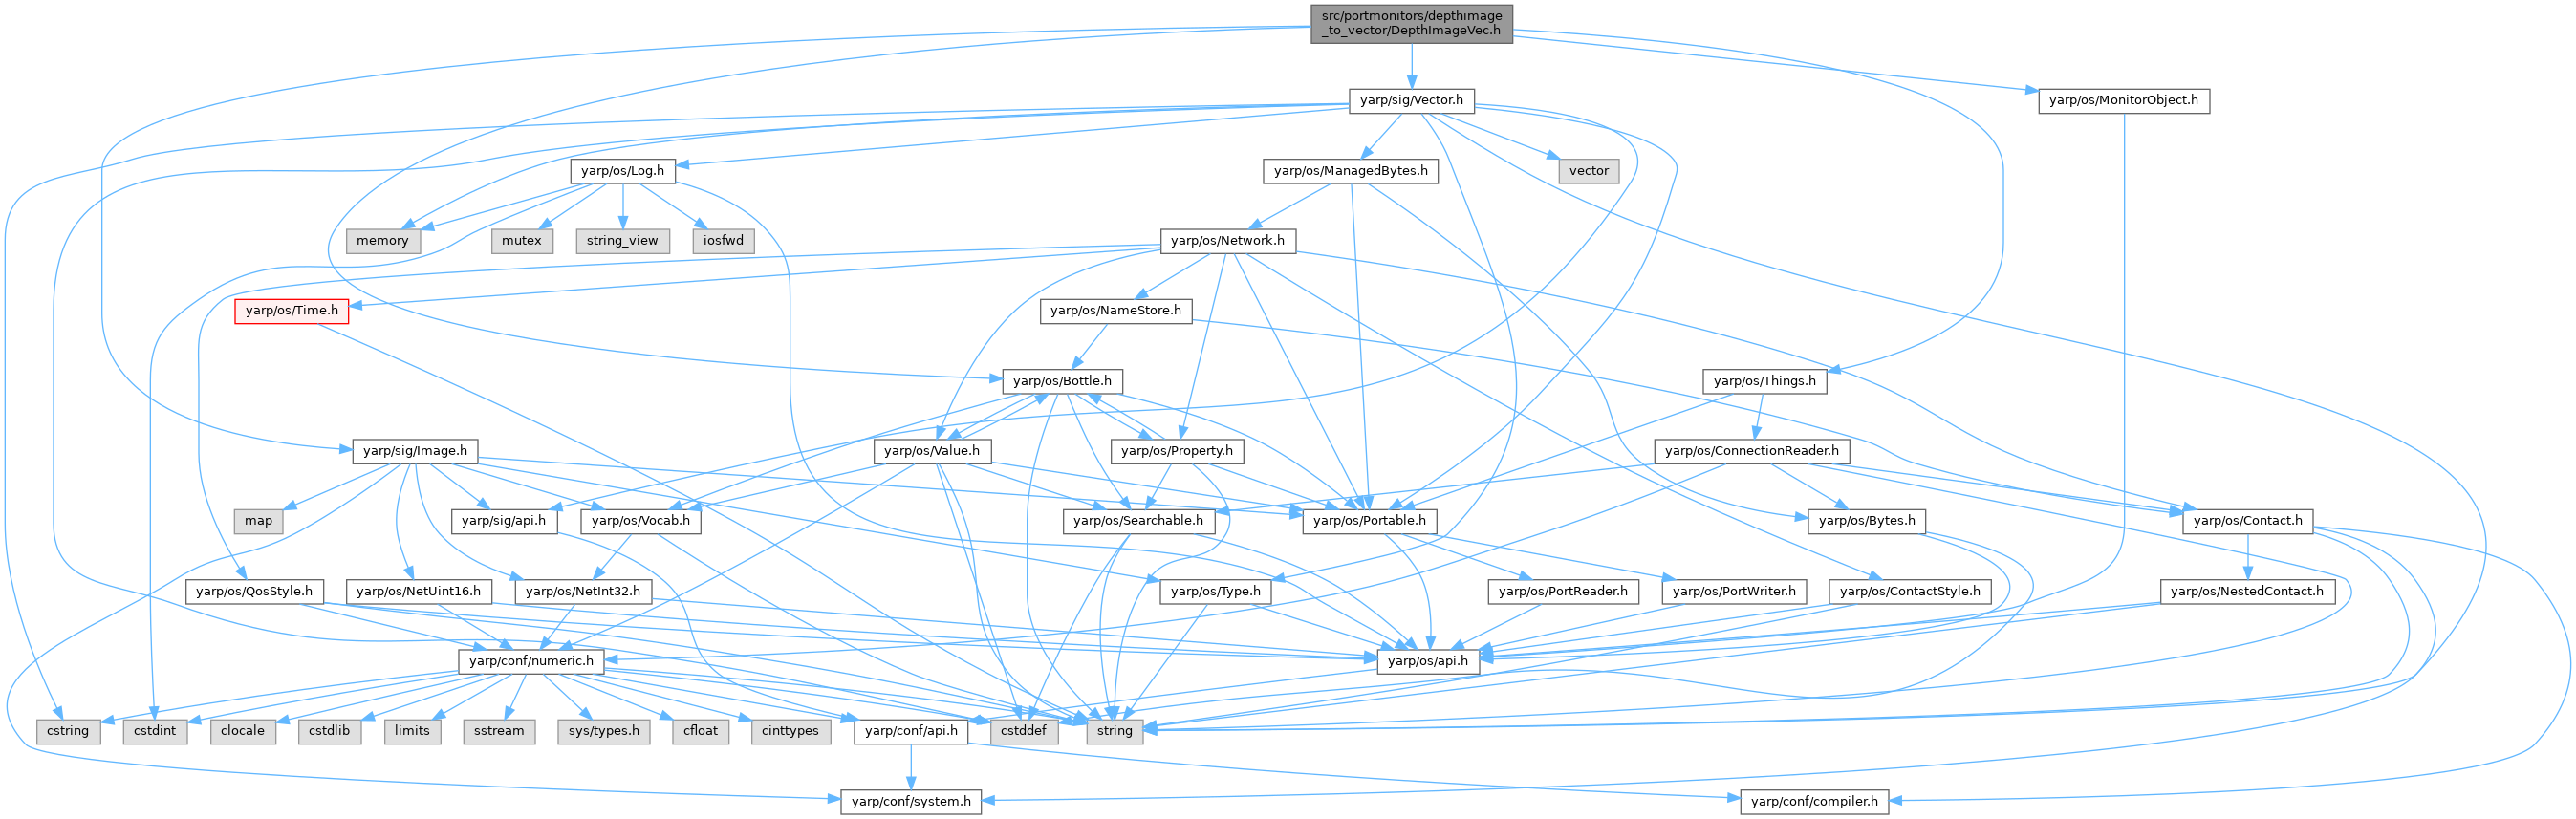 src/portmonitors/depthimage
_to_vector/DepthImageVec.h
yarp/sig/Vector.h
yarp/os/MonitorObject.h
yarp/os/Log.h
yarp/os/ManagedBytes.h
vector
memory
mutex
string_view
iosfwd
yarp/os/Network.h
yarp/os/Time.h
yarp/os/NameStore.h
yarp/os/Bottle.h
yarp/os/Things.h
yarp/sig/Image.h
yarp/os/Value.h
yarp/os/Property.h
yarp/os/ConnectionReader.h
map
yarp/sig/api.h
yarp/os/Vocab.h
yarp/os/Searchable.h
yarp/os/Portable.h
yarp/os/Bytes.h
yarp/os/Contact.h
yarp/os/QosStyle.h
yarp/os/NetUint16.h
yarp/os/NetInt32.h
yarp/os/Type.h
yarp/os/PortReader.h
yarp/os/PortWriter.h
yarp/os/ContactStyle.h
yarp/os/NestedContact.h
yarp/conf/numeric.h
yarp/os/api.h
cstring
cstdint
clocale
cstdlib
limits
sstream
sys/types.h
cfloat
cinttypes
yarp/conf/api.h
cstddef
string
yarp/conf/system.h
yarp/conf/compiler.h